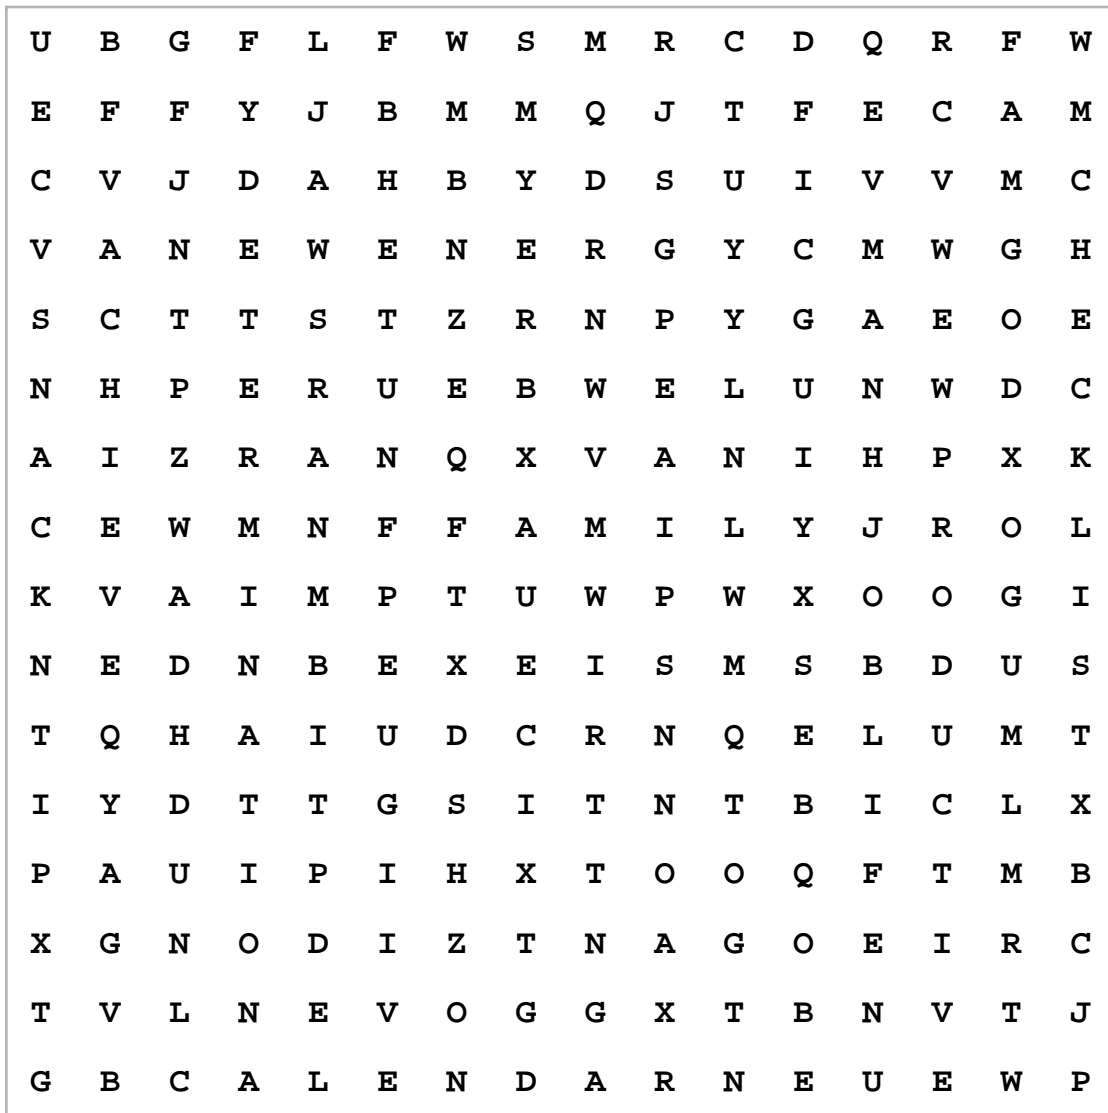 U B G F L F W S M R C D Q R F W
E F F Y J B M M Q J T F E C A M
C V J D A H B Y D S U I V V M C
V A N E W E N E R G Y C M W G H
S C T T S T Z R N P Y G A E O E
N H P E R U E B W E L U N W D C
A I Z R A N Q X V A N I H P X K
C E W M N F F A M I L Y J R O L
K V A I M P T U W P W X O O G I
N E D N B E X E I S M S B D U S
T Q H A I U D C R N Q E L U M T
I Y D T T G S I T N T B I C L X
P A U I P I H X T O O Q F T M B
X G N O D I Z T N A G O E I R C
T V L N E V O G G X T B N V T J
G B C A L E N D A R N E U E W P